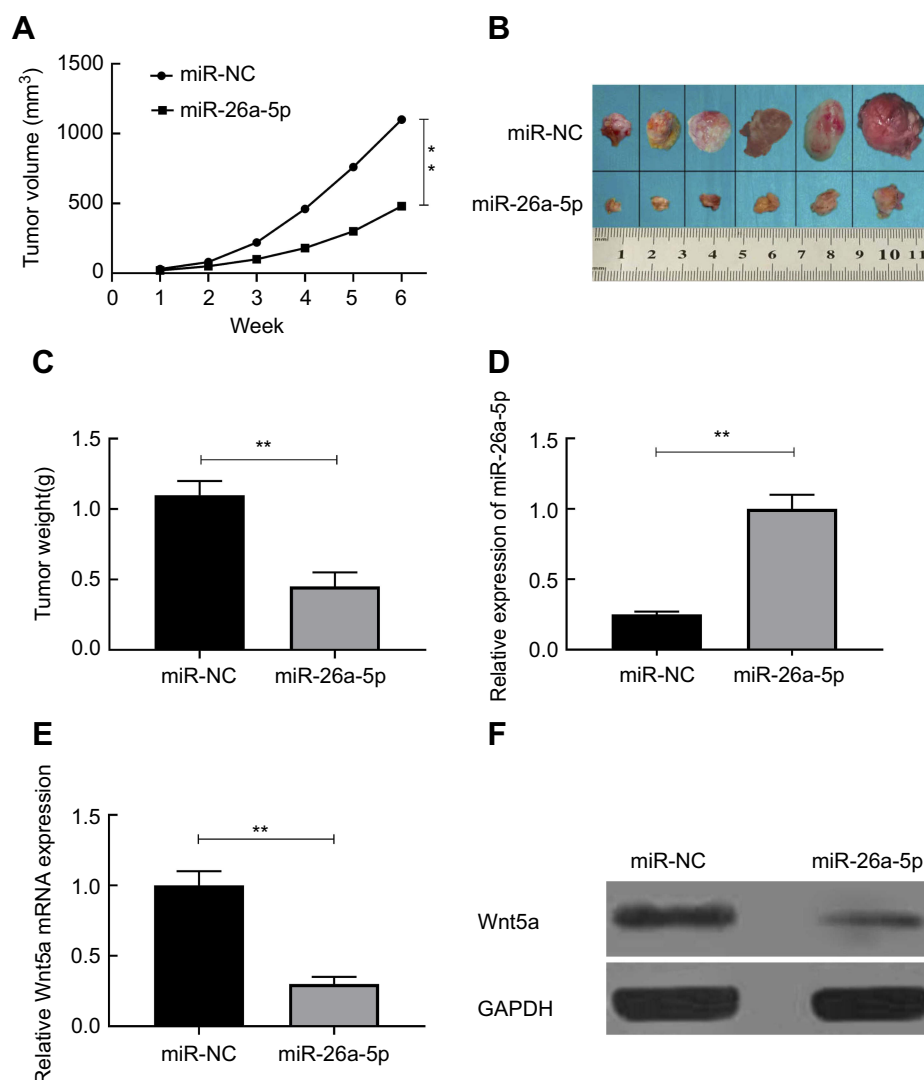 A
Tumor volume (mm³)
1500
1000
500
0
miR-NC
miR-26a-5p
**
0 1 2 3 4 5 6
Week
B
miR-NC
miR-26a-5p
mm
1 2 3 4 5 6 7 8 9 10 11
mm
C
Tumor weight(g)
1.5
1.0
0.5
0.0
**
miR-NC miR-26a-5p
D
Relative expression of miR-26a-5p
1.5
1.0
0.5
0.0
**
miR-NC miR-26a-5p
E
Relative Wnt5a mRNA expression
1.5
1.0
0.5
0.0
**
miR-NC miR-26a-5p
F
miR-NC miR-26a-5p
Wnt5a
GAPDH